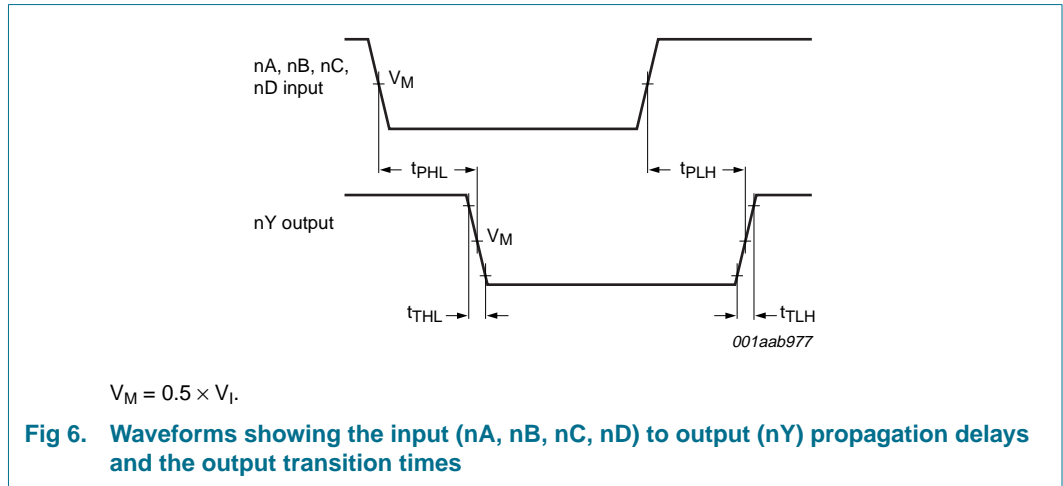 nA, nB, nC,
nD input
VM
tPHL
tPLH
nY output
VM
tTHL
tTLH
001aab977
VM = 0.5 × VI.
Fig 6. Waveforms showing the input (nA, nB, nC, nD) to output (nY) propagation delays
and the output transition times